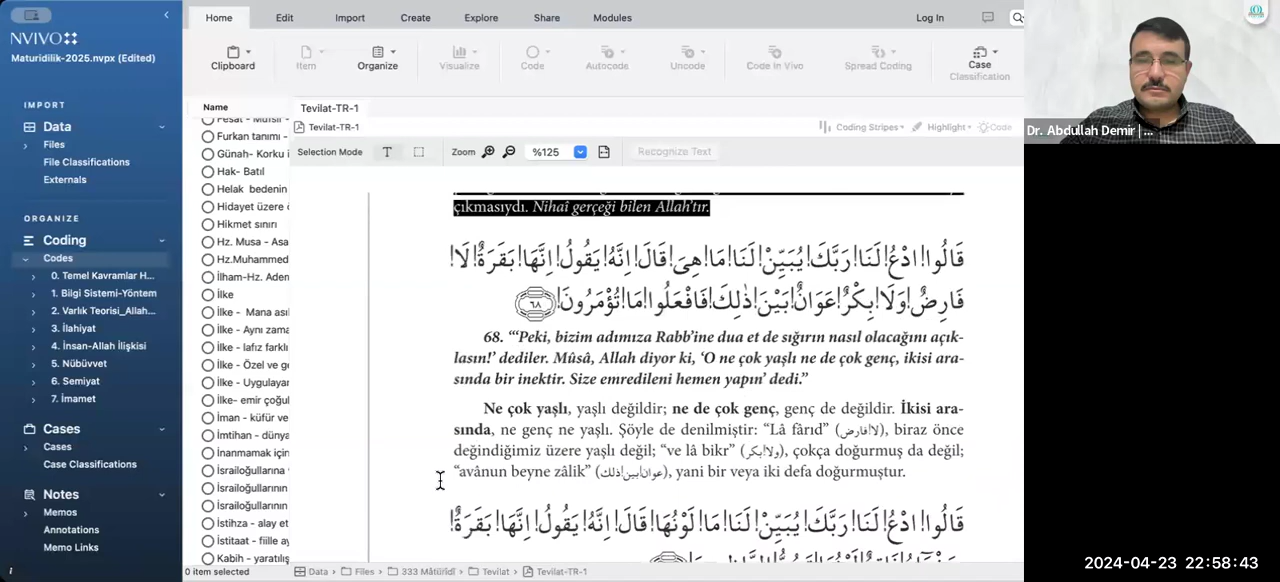 NVIVO
Maturidilik-2025.nvpx (Edited)
IMPORT
Data
Files
File Classifications
Externals
ORGANIZE
Coding
Codes
0. Temel Kavramlar H...
1. Bilgi Sistemi-Yöntem
2. Varlık Teorisi_Allah...
3. İlahiyat
4. İnsan-Allah İlişkisi
5. Nübüvvet
6. Semiyat
7. İmamet
Cases
Cases
Case Classifications
Notes
Memos
Annotations
Memo Links
Home Edit Import Create Explore Share Modules Log In
Clipboard Item Organize Visualize Code Autocode Uncode Code In Vivo Spread Coding Case Classification
Name
Fesat - Müfsir -
Furkan tanımı -
Günah- Korku i
Hak- Batıl
Helak bedenin
Hidayet üzere
Hikmet sınırı
Hz. Musa - Asa
Hz.Muhammed
İlham-Hz. Adem
İlke
İlke - Mana ası
İlke - Aynı zama
İlke - lafız farklı
İlke - Özel ve ge
İlke - Uygulayar
İlke- emir çoğul
İman - küfür ve
İmtihan - dünya
İnanmamak için
İsrailoğullarına
İsrailoğullarının
İsrailoğullarının
İstihza - alay et
İstitaat - fiille ay
Kabih - yaratılış
Tevilat-TR-1
Tevilat-TR-1 Coding Stripes Highlight Code
Selection Mode T Zoom %125 Recognize Text
çıkmasıydı. Nihaî gerçeği bilen Allah’tır.
قَالُوا ادْعُ لَنَا رَبَّكَ يُبَيِّنْ لَنَا مَا هِيَ قَالَ اِنَّهُ يَقُولُ اِنَّهَا بَقَرَةٌ لَا
فَارِضٌ وَلَا بِكْرٌ عَوَانٌ بَيْنَ ذٰلِكَ فَافْعَلُوا مَا تُؤْمَرُونَ ٦٨
68. “‘Peki, bizim adımıza Rabb’ine dua et de sığırın nasıl olacağını açık-
lasın!’ dediler. Mûsâ, Allah diyor ki, ‘O ne çok yaşlı ne de çok genç, ikisi ara-
sında bir inektir. Size emredileni hemen yapın’ dedi.”
Ne çok yaşlı, yaşlı değildir; ne de çok genç, genç de değildir. İkisi ara-
sında, ne genç ne yaşlı. Şöyle de denilmiştir: “Lâ fârıd” (لا فارض), biraz önce
değindiğimiz üzere yaşlı değil; “ve lâ bikr” (ولا بكر), çokça doğurmuş da değil;
“avânun beyne zâlik” (عوان بين ذلك), yani bir veya iki defa doğurmuştur.
قَالُوا ادْعُ لَنَا رَبَّكَ يُبَيِّنْ لَنَا مَا لَوْنُهَا قَالَ اِنَّهُ يَقُولُ اِنَّهَا بَقَرَةٌ
0 item selected Data > Files > 333 Mâtürîdî > Tevilat > Tevilat-TR-1
Dr. Abdullah Demir | ...
2024-04-23 22:58:43